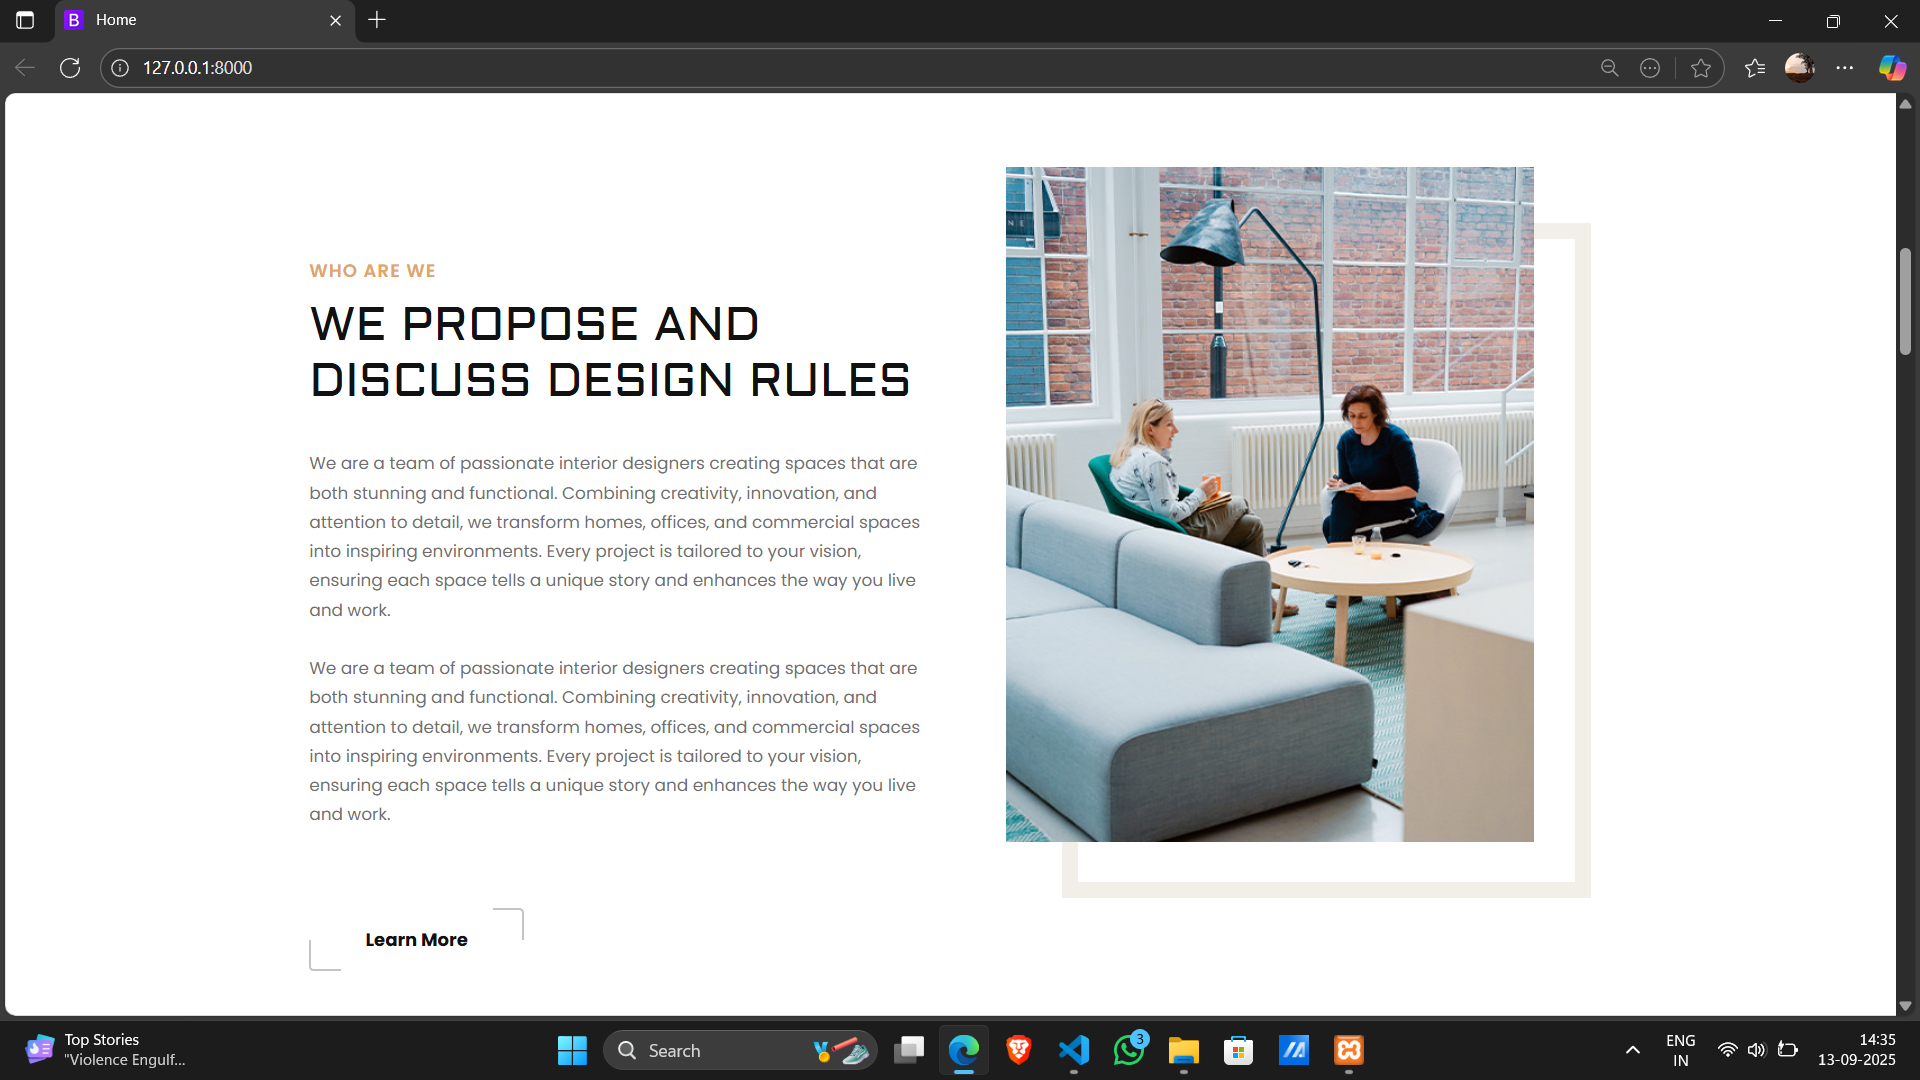 B Home
127.0.0.1:8000
WHO ARE WE
WE PROPOSE AND
DISCUSS DESIGN RULES
We are a team of passionate interior designers creating spaces that are
both stunning and functional. Combining creativity, innovation, and
attention to detail, we transform homes, offices, and commercial spaces
into inspiring environments. Every project is tailored to your vision,
ensuring each space tells a unique story and enhances the way you live
and work.
We are a team of passionate interior designers creating spaces that are
both stunning and functional. Combining creativity, innovation, and
attention to detail, we transform homes, offices, and commercial spaces
into inspiring environments. Every project is tailored to your vision,
ensuring each space tells a unique story and enhances the way you live
and work.
Learn More
Top Stories
"Violence Engulf...
Search
3
ENG
IN
14:35
13-09-2025